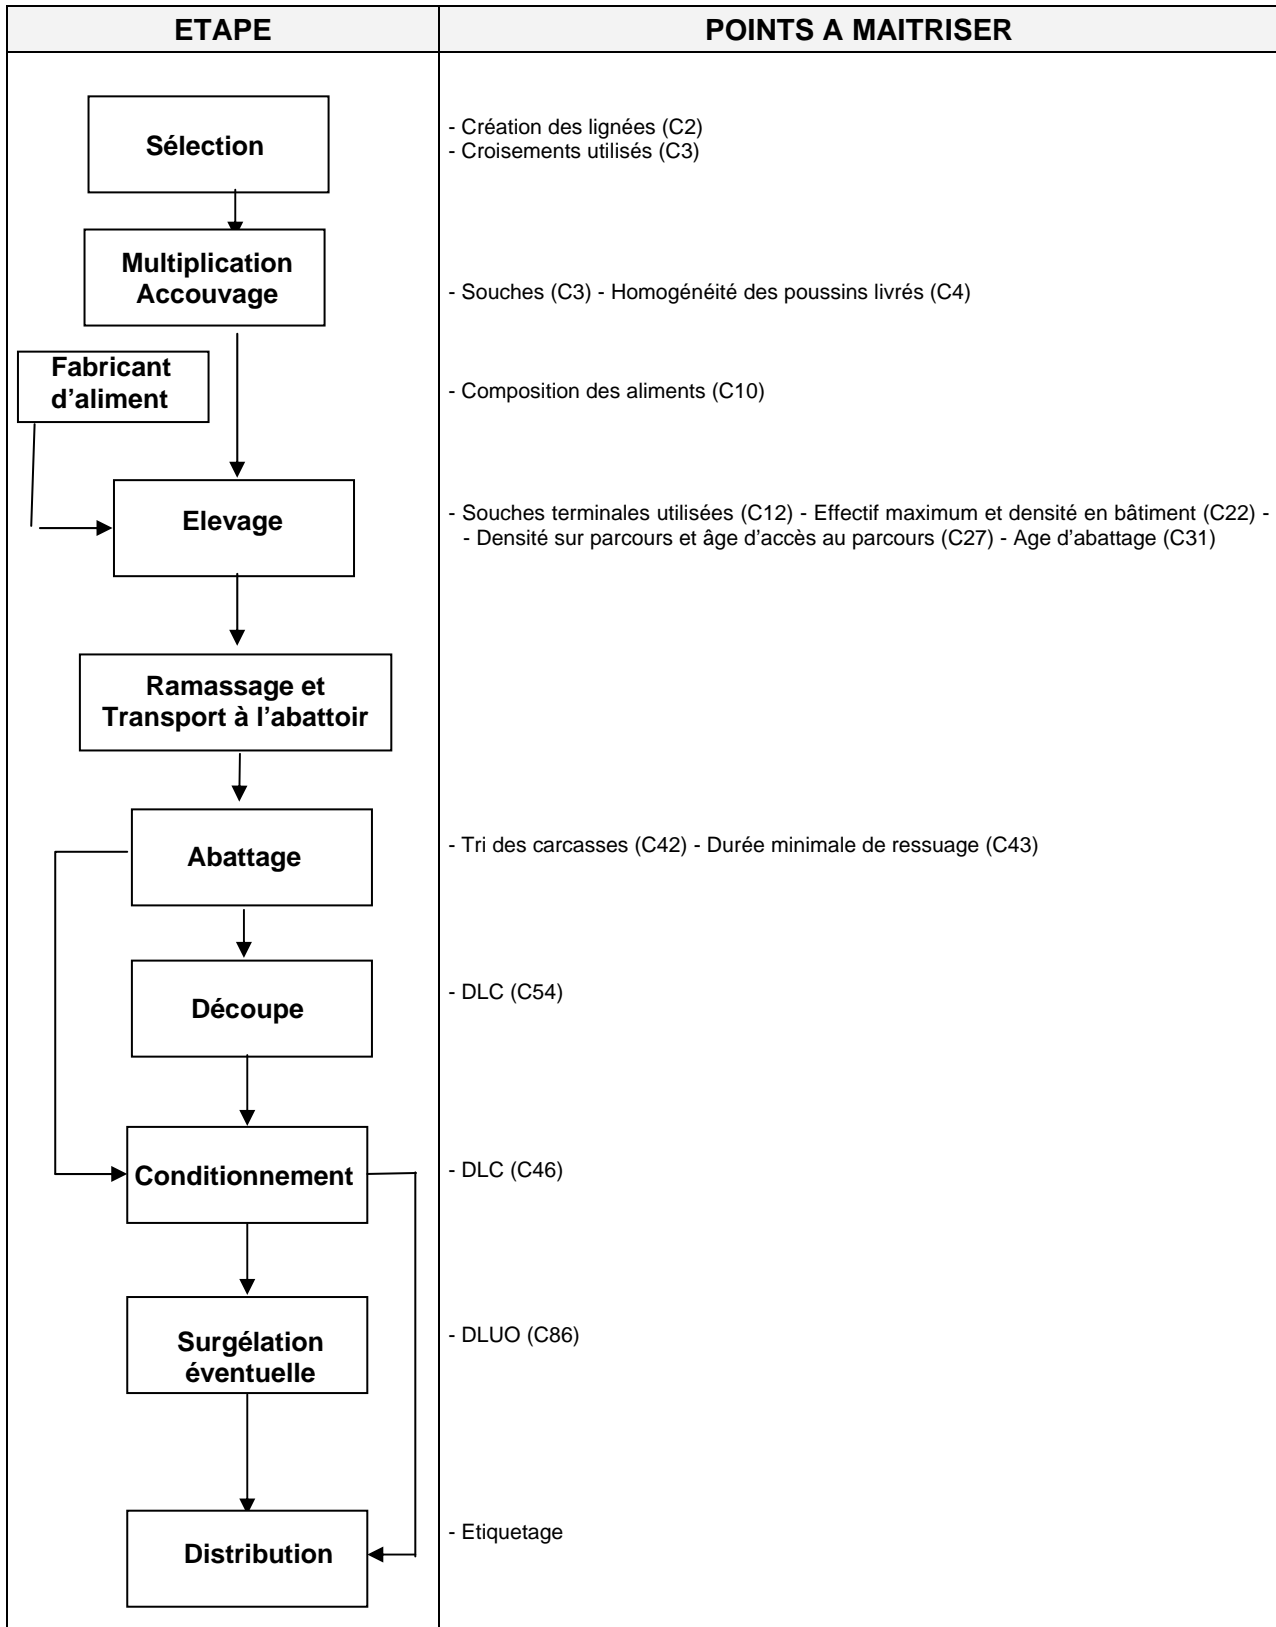 ETAPE
POINTS A MAITRISER
Sélection
- Création des lignées (C2)
- Croisements utilisés (C3)
Multiplication
Accouvage
- Souches (C3) - Homogénéité des poussins livrés (C4)
Fabricant
d’aliment
- Composition des aliments (C10)
Elevage
- Souches terminales utilisées (C12) - Effectif maximum et densité en bâtiment (C22) -
- Densité sur parcours et âge d’accès au parcours (C27) - Age d’abattage (C31)
Ramassage et
Transport à l’abattoir
Abattage
- Tri des carcasses (C42) - Durée minimale de ressuage (C43)
Découpe
- DLC (C54)
Conditionnement
- DLC (C46)
Surgélation
éventuelle
- DLUO (C86)
Distribution
- Etiquetage